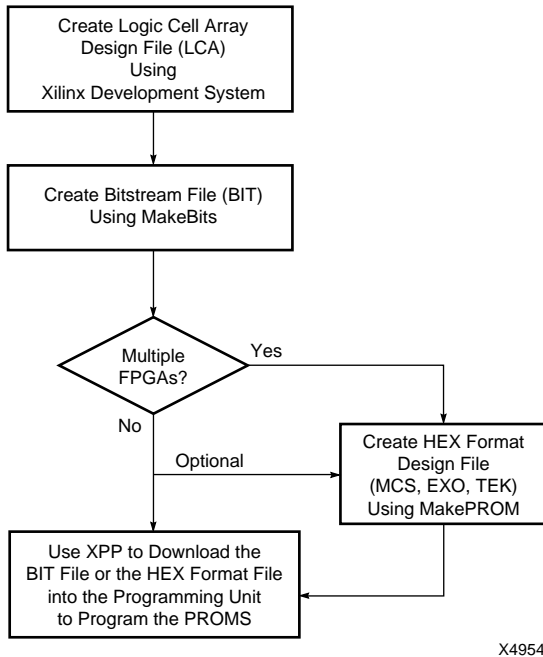 Create Logic Cell Array
Design File (LCA)
Using
Xilinx Development System
Create Bitstream File (BIT)
Using MakeBits
Multiple
FPGAs?
Yes
No
Optional
Create HEX Format
Design File
(MCS, EXO, TEK)
Using MakePROM
Use XPP to Download the
BIT File or the HEX Format File
into the Programming Unit
to Program the PROMS
X4954